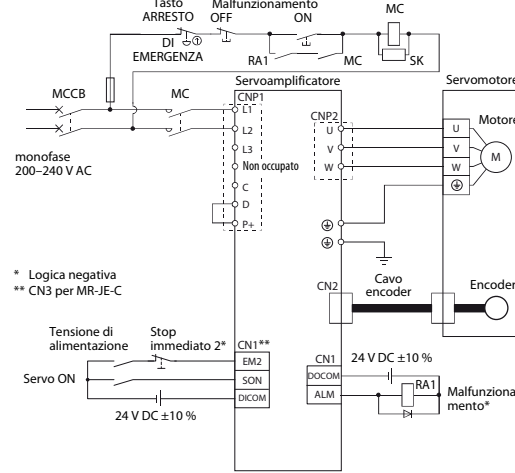 Tasto
ARRESTO
DI
EMERGENZA
①
Malfunzionamento
OFF
ON
MC
RA1
MC
SK
MCCB
MC
Servoamplificatore
Servomotore
CNP1
L1
L2
L3
Non occupato
C
D
P+
CNP2
U
V
W
U
V
W
Motore
M
monofase
200–240 V AC
* Logica negativa
** CN3 per MR-JE-C
CN2
Cavo
encoder
Encoder
Tensione di
alimentazione
Stop
immediato 2*
CN1**
EM2
SON
DICOM
Servo ON
24 V DC ±10 %
CN1
DOCOM
ALM
24 V DC ±10 %
RA1
Malfunziona
mento*